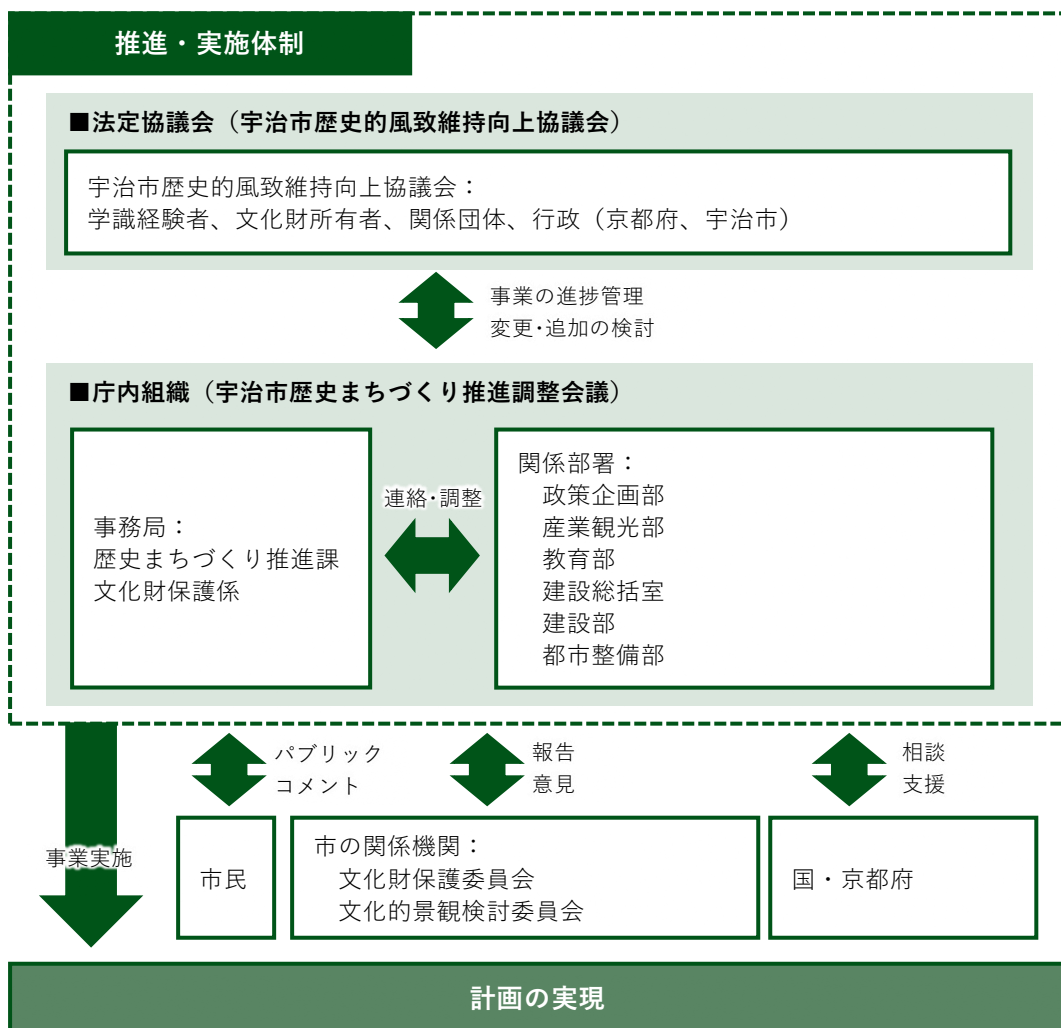 推進・実施体制
■法定協議会（宇治市歴史的風致維持向上協議会）
宇治市歴史的風致維持向上協議会：
学識経験者、文化財所有者、関係団体、行政（京都府、宇治市）
事業の進捗管理
変更・追加の検討
■庁内組織（宇治市歴史まちづくり推進調整会議）
事務局：
歴史まちづくり推進課
文化財保護係
連絡・調整
関係部署：
政策企画部
産業観光部
教育部
建設総括室
建設部
都市整備部
事業実施
パブリック
コメント
報告
意見
相談
支援
市民
市の関係機関：
文化財保護委員会
文化的景観検討委員会
国・京都府
計画の実現